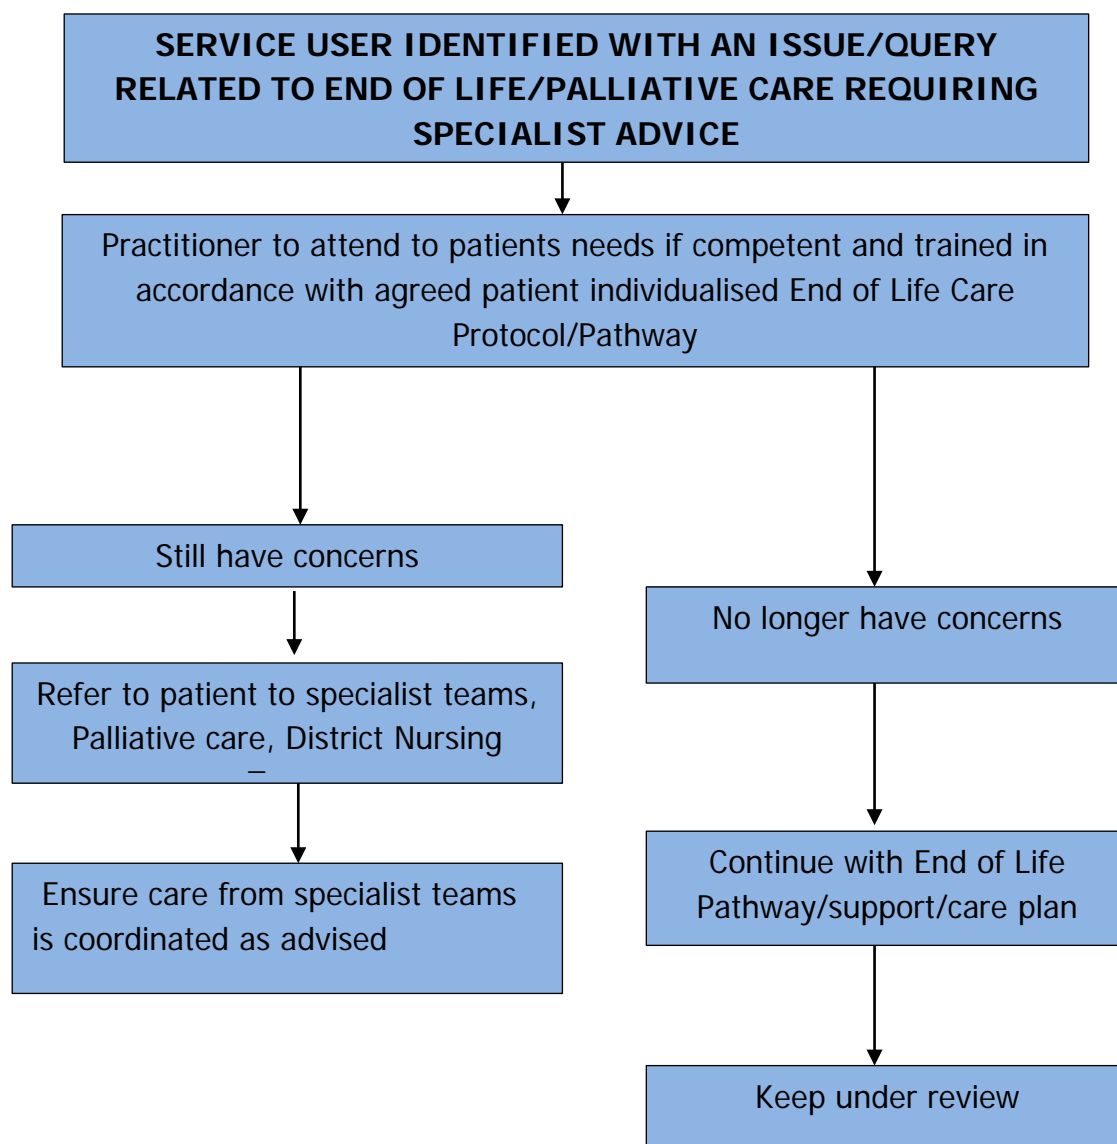 SERVICE USER IDENTIFIED WITH AN ISSUE/QUERY
RELATED TO END OF LIFE/PALLIATIVE CARE REQUIRING
SPECIALIST ADVICE
Practitioner to attend to patients needs if competent and trained in
accordance with agreed patient individualised End of Life Care
Protocol/Pathway
Still have concerns
Refer to patient to specialist teams,
Palliative care, District Nursing
–
Ensure care from specialist teams
is coordinated as advised
No longer have concerns
Continue with End of Life
Pathway/support/care plan
Keep under review